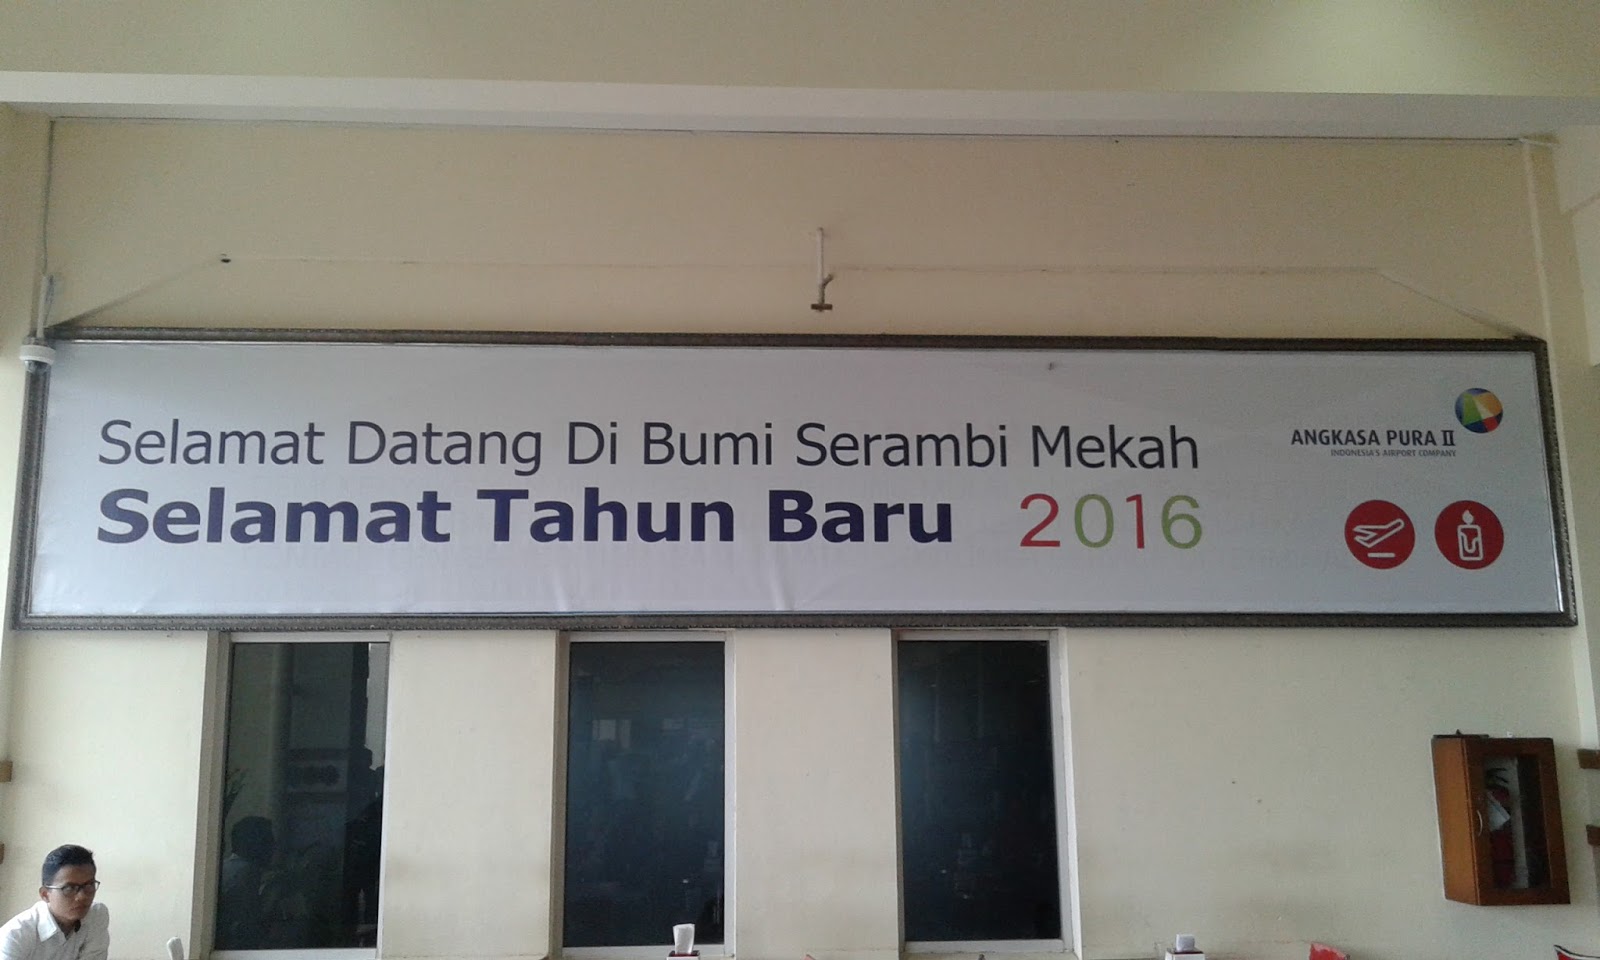 Selamat Datang Di Bumi Serambi Mekah
Selamat Tahun Baru 2016
ANGKASA PURA II
INDONESIA'S AIRPORT COMPANY